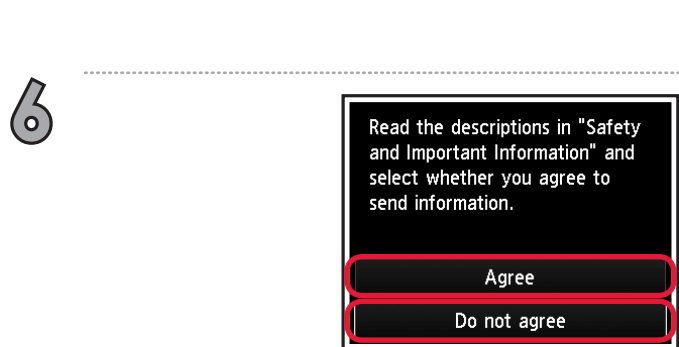 6
Read the descriptions in "Safety
and Important Information" and
select whether you agree to
send information.
Agree
Do not agree